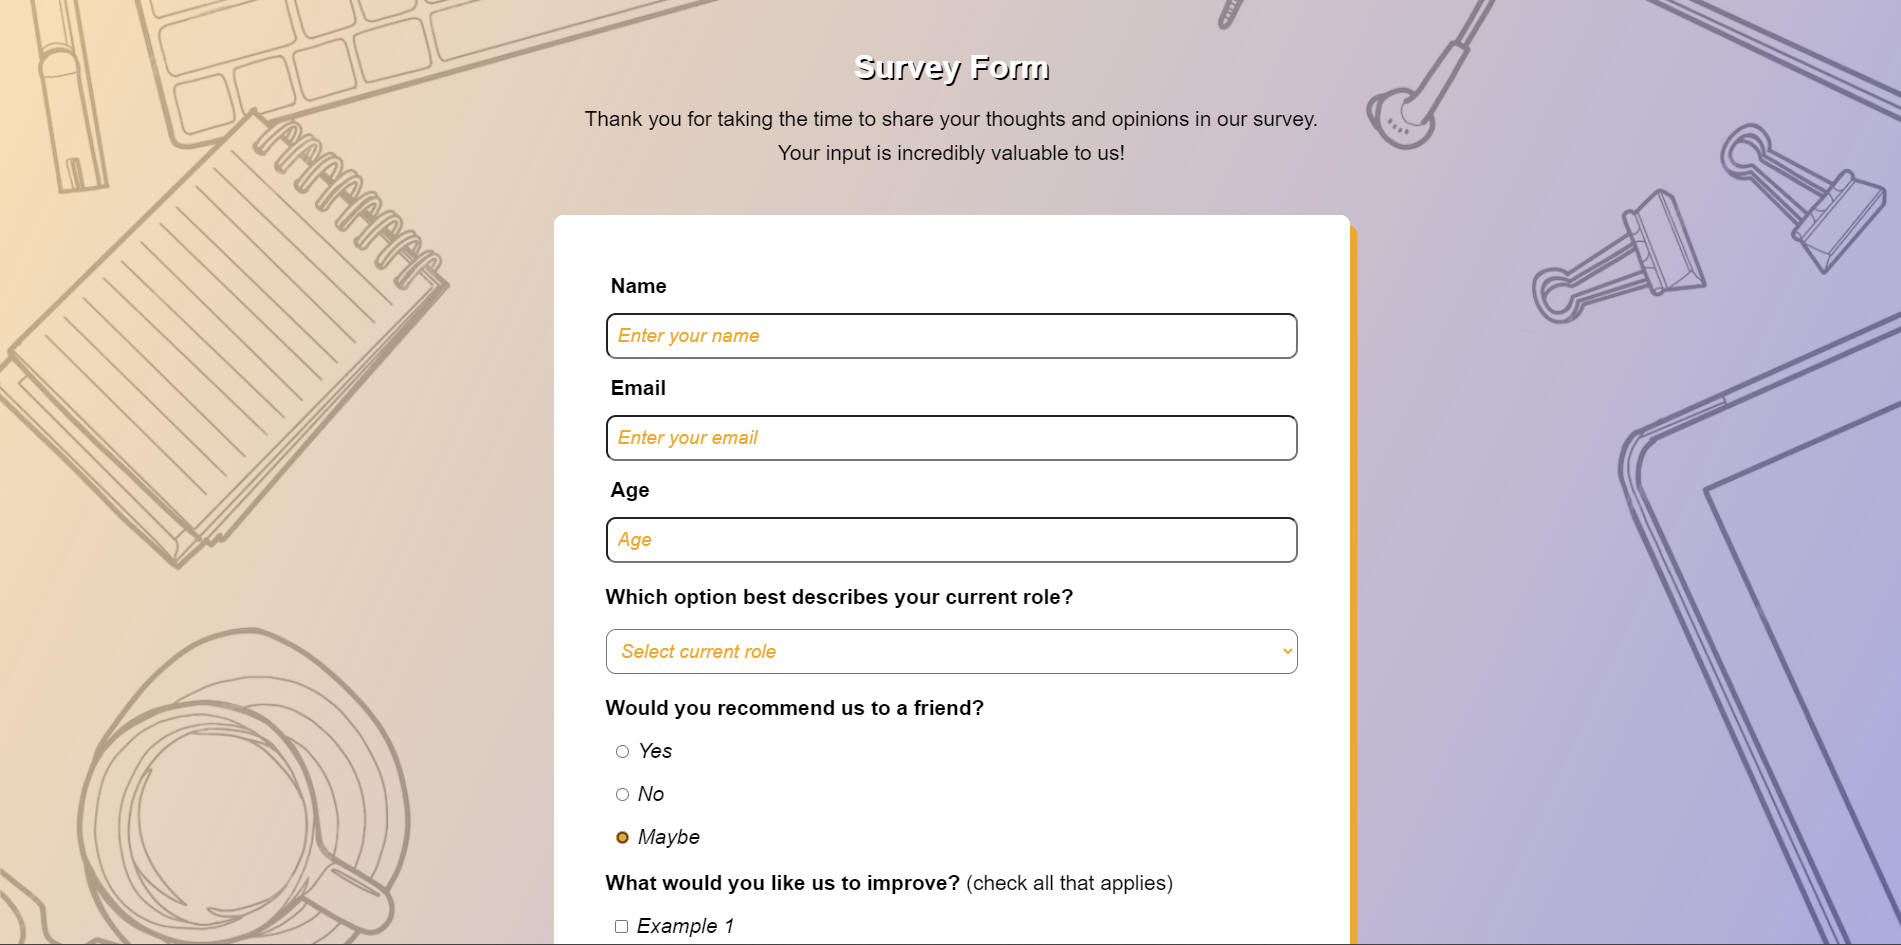 Survey Form
Thank you for taking the time to share your thoughts and opinions in our survey.
Your input is incredibly valuable to us!
Name
Enter your name
Email
Enter your email
Age
Age
Which option best describes your current role?
Select current role
Would you recommend us to a friend?
Yes
No
Maybe
What would you like us to improve? (check all that applies)
Example 1